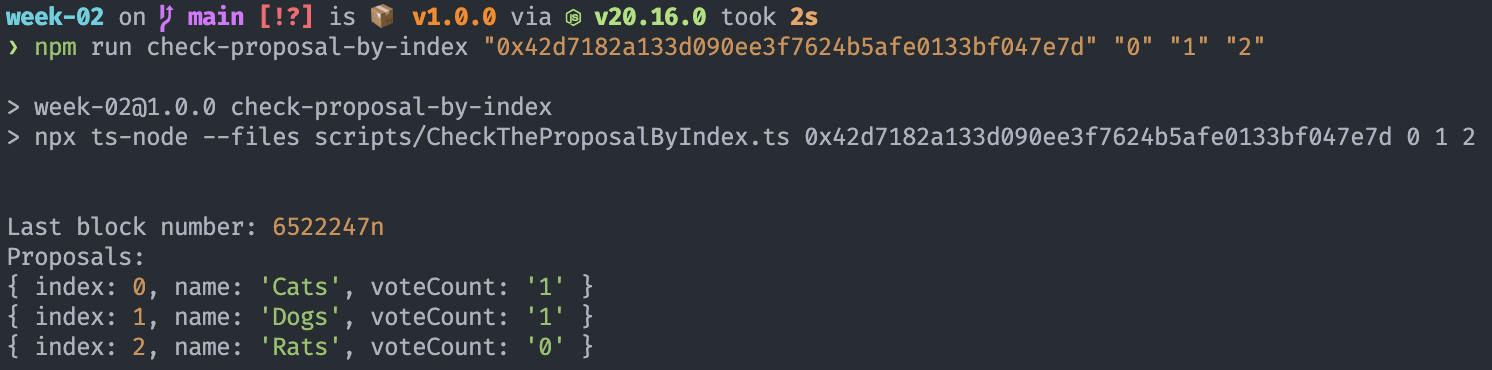 week-02 on main [!?] is 📦 v1.0.0 via v20.16.0 took 2s
❯ npm run check-proposal-by-index "0x42d7182a133d090ee3f7624b5afe0133bf047e7d" "0" "1" "2"
> week-02@1.0.0 check-proposal-by-index
> npx ts-node --files scripts/CheckTheProposalByIndex.ts 0x42d7182a133d090ee3f7624b5afe0133bf047e7d 0 1 2
Last block number: 6522247n
Proposals:
{ index: 0, name: 'Cats', voteCount: '1' }
{ index: 1, name: 'Dogs', voteCount: '1' }
{ index: 2, name: 'Rats', voteCount: '0' }